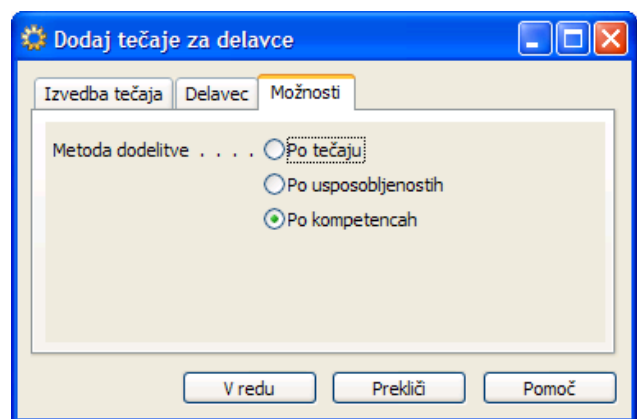 Dodaj tečaje za delavce
Izvedba tečaja Delavec Možnosti
Metoda dodelitve . . . . Po tečaju
Po usposobljenostih
Po kompetencah
V redu Prekliči Pomoč